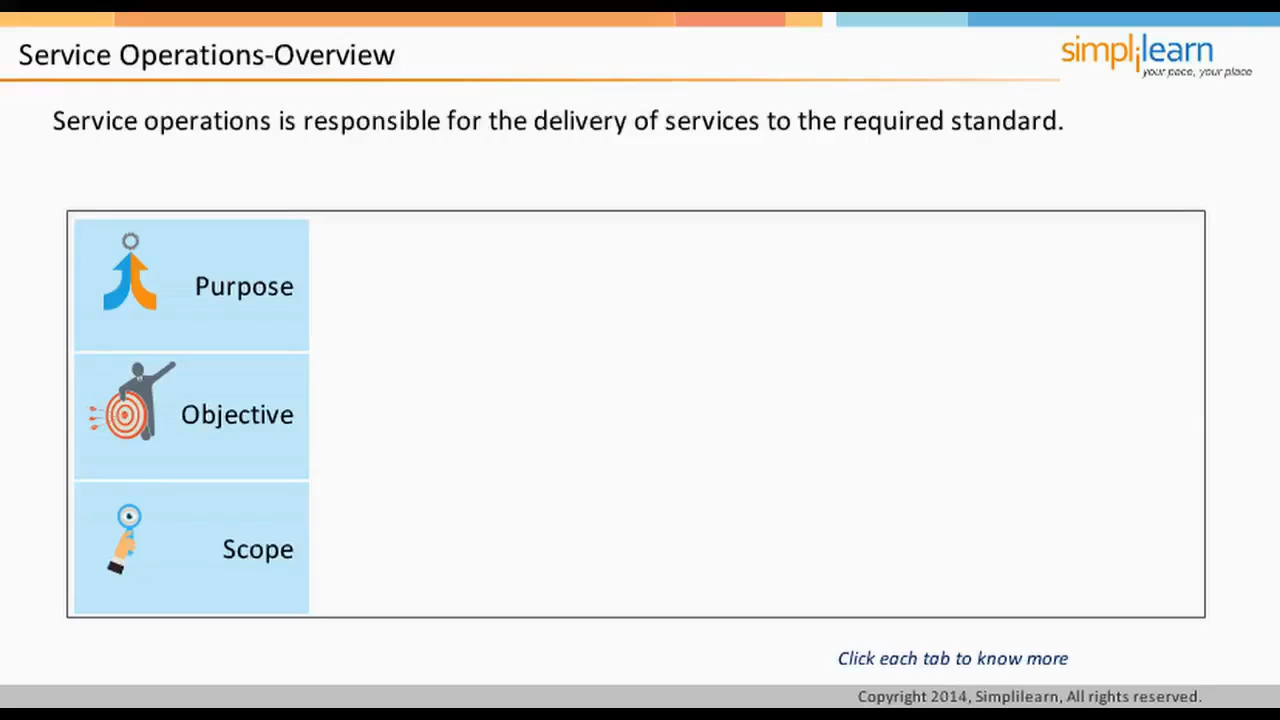 Service Operations-Overview
simplilearn
your pace, your place
Service operations is responsible for the delivery of services to the required standard.
Purpose
Objective
Scope
Click each tab to know more
Copyright 2014, Simplilearn, All rights reserved.